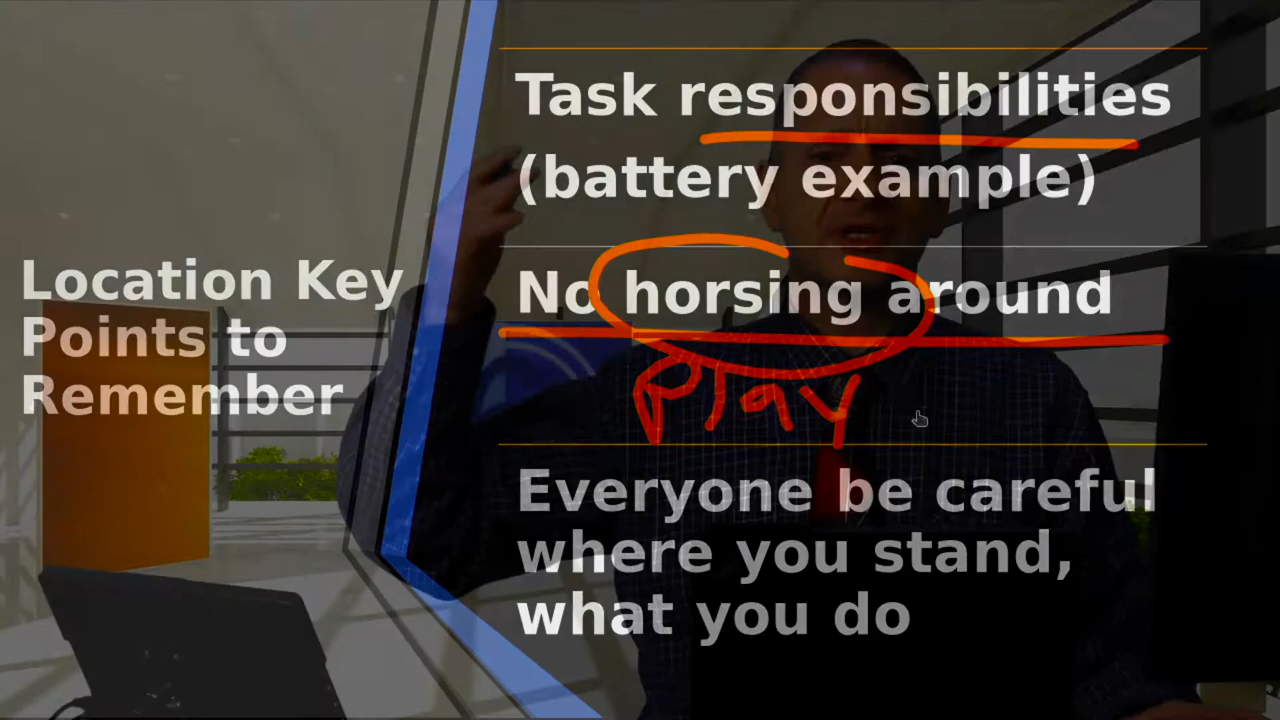 Location Key
Points to
Remember
Task responsibilities
(battery example)
No horsing around
Play
Everyone be careful
where you stand,
what you do